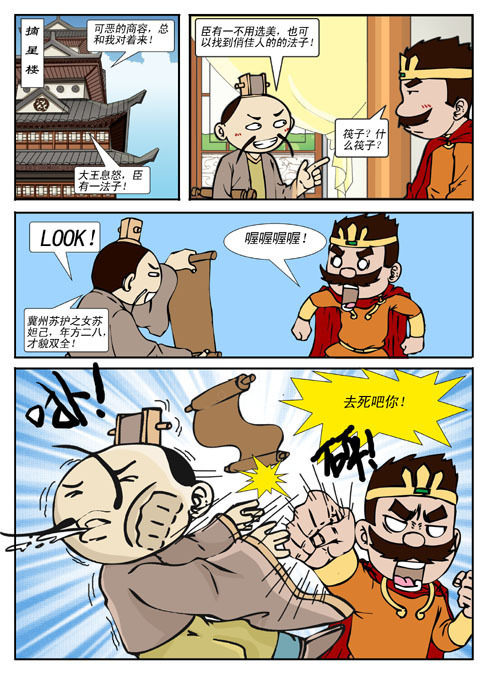 摘星楼
可恶的商容，总
和我对着来！
大王息怒，臣
有一法子！
臣有一不用选美，也可
以找到俏佳人的的法子！
筷子？什
么筷子？
LOOK！
喔喔喔喔！
冀州苏护之女苏
妲己，年方二八，
才貌双全！
啪！
去死吧你！
砰！